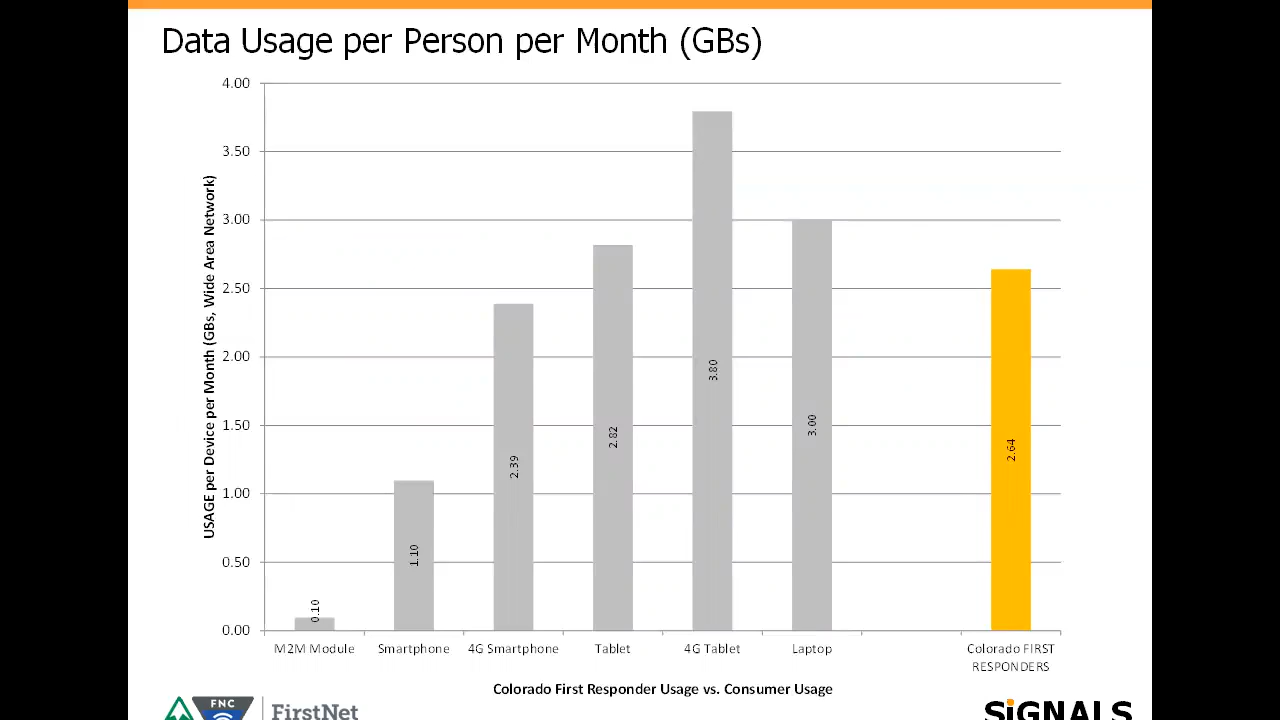 Data Usage per Person per Month (GBs)
4.00
3.50
3.00
2.50
2.00
1.50
1.00
0.50
0.00
USAGE per Device per Month (GBs, Wide Area Network)
0.10
1.10
2.39
2.82
3.80
3.00
2.64
M2M Module
Smartphone
4G Smartphone
Tablet
4G Tablet
Laptop
Colorado FIRST
RESPONDERS
Colorado First Responder Usage vs. Consumer Usage
FNC
FirstNet
SiGNALS